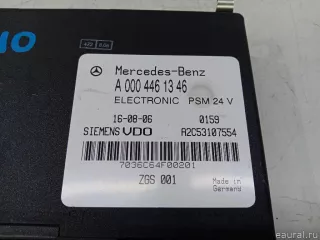 Mercedes-Benz
A 000 446 13 46
ELECTRONIC PSM 24 V
16-08-06 0159
SIEMENS VDO A2C53107554
7036C64F00201
ZGS 001
Made in
Germany
eaural.ru